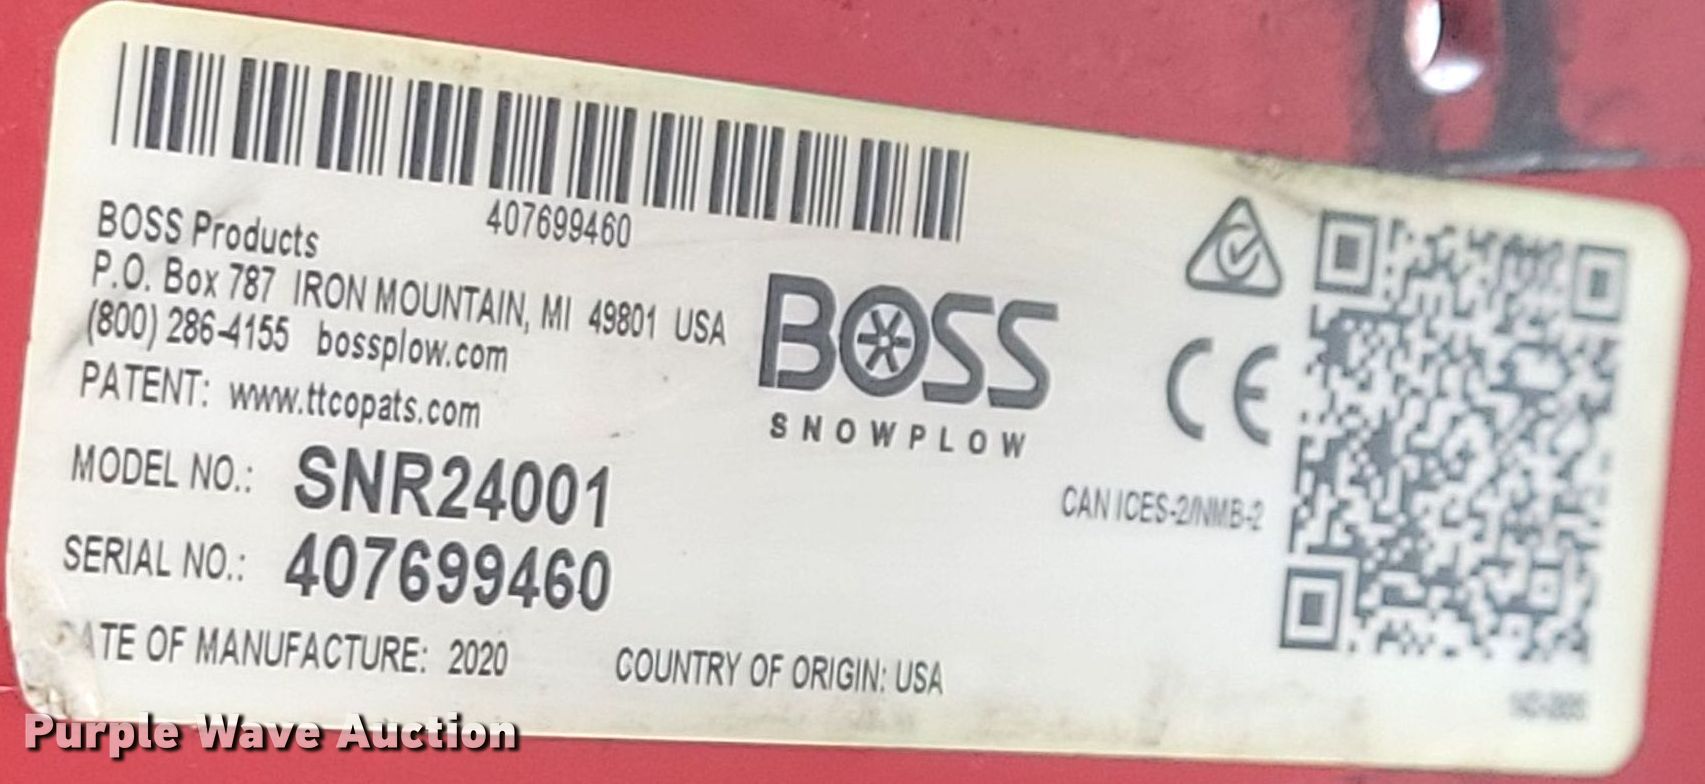 407699460
BOSS Products
P.O. Box 787 IRON MOUNTAIN, MI 49801 USA
(800) 286-4155 bossplow.com
PATENT: www.ttcopats.com
BOSS
SNOWPLOW
CE
CAN ICES-2/NMB-2
MODEL NO.: SNR24001
SERIAL NO.: 407699460
DATE OF MANUFACTURE: 2020 COUNTRY OF ORIGIN: USA
Purple Wave Auction